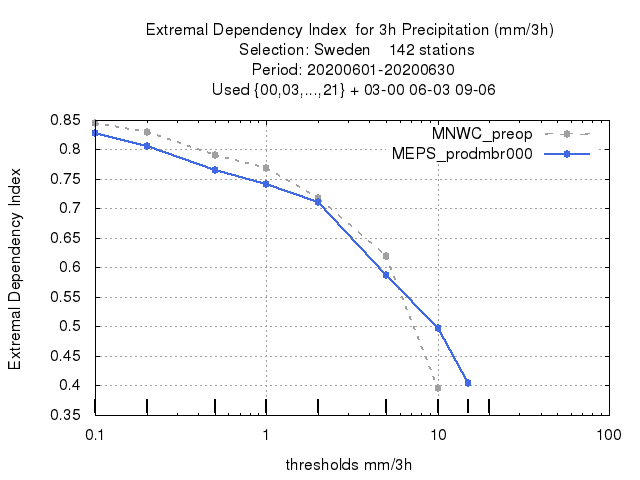 Extremal Dependency Index  for 3h Precipitation (mm/3h)
Selection: Sweden    142 stations
Period: 20200601-20200630
Used {00,03,...,21} + 03-00 06-03 09-06
MNWC_preop
MEPS_prodmbr000
Extremal Dependency Index
0.85
0.8
0.75
0.7
0.65
0.6
0.55
0.5
0.45
0.4
0.35
0.1 1 10 100
thresholds mm/3h